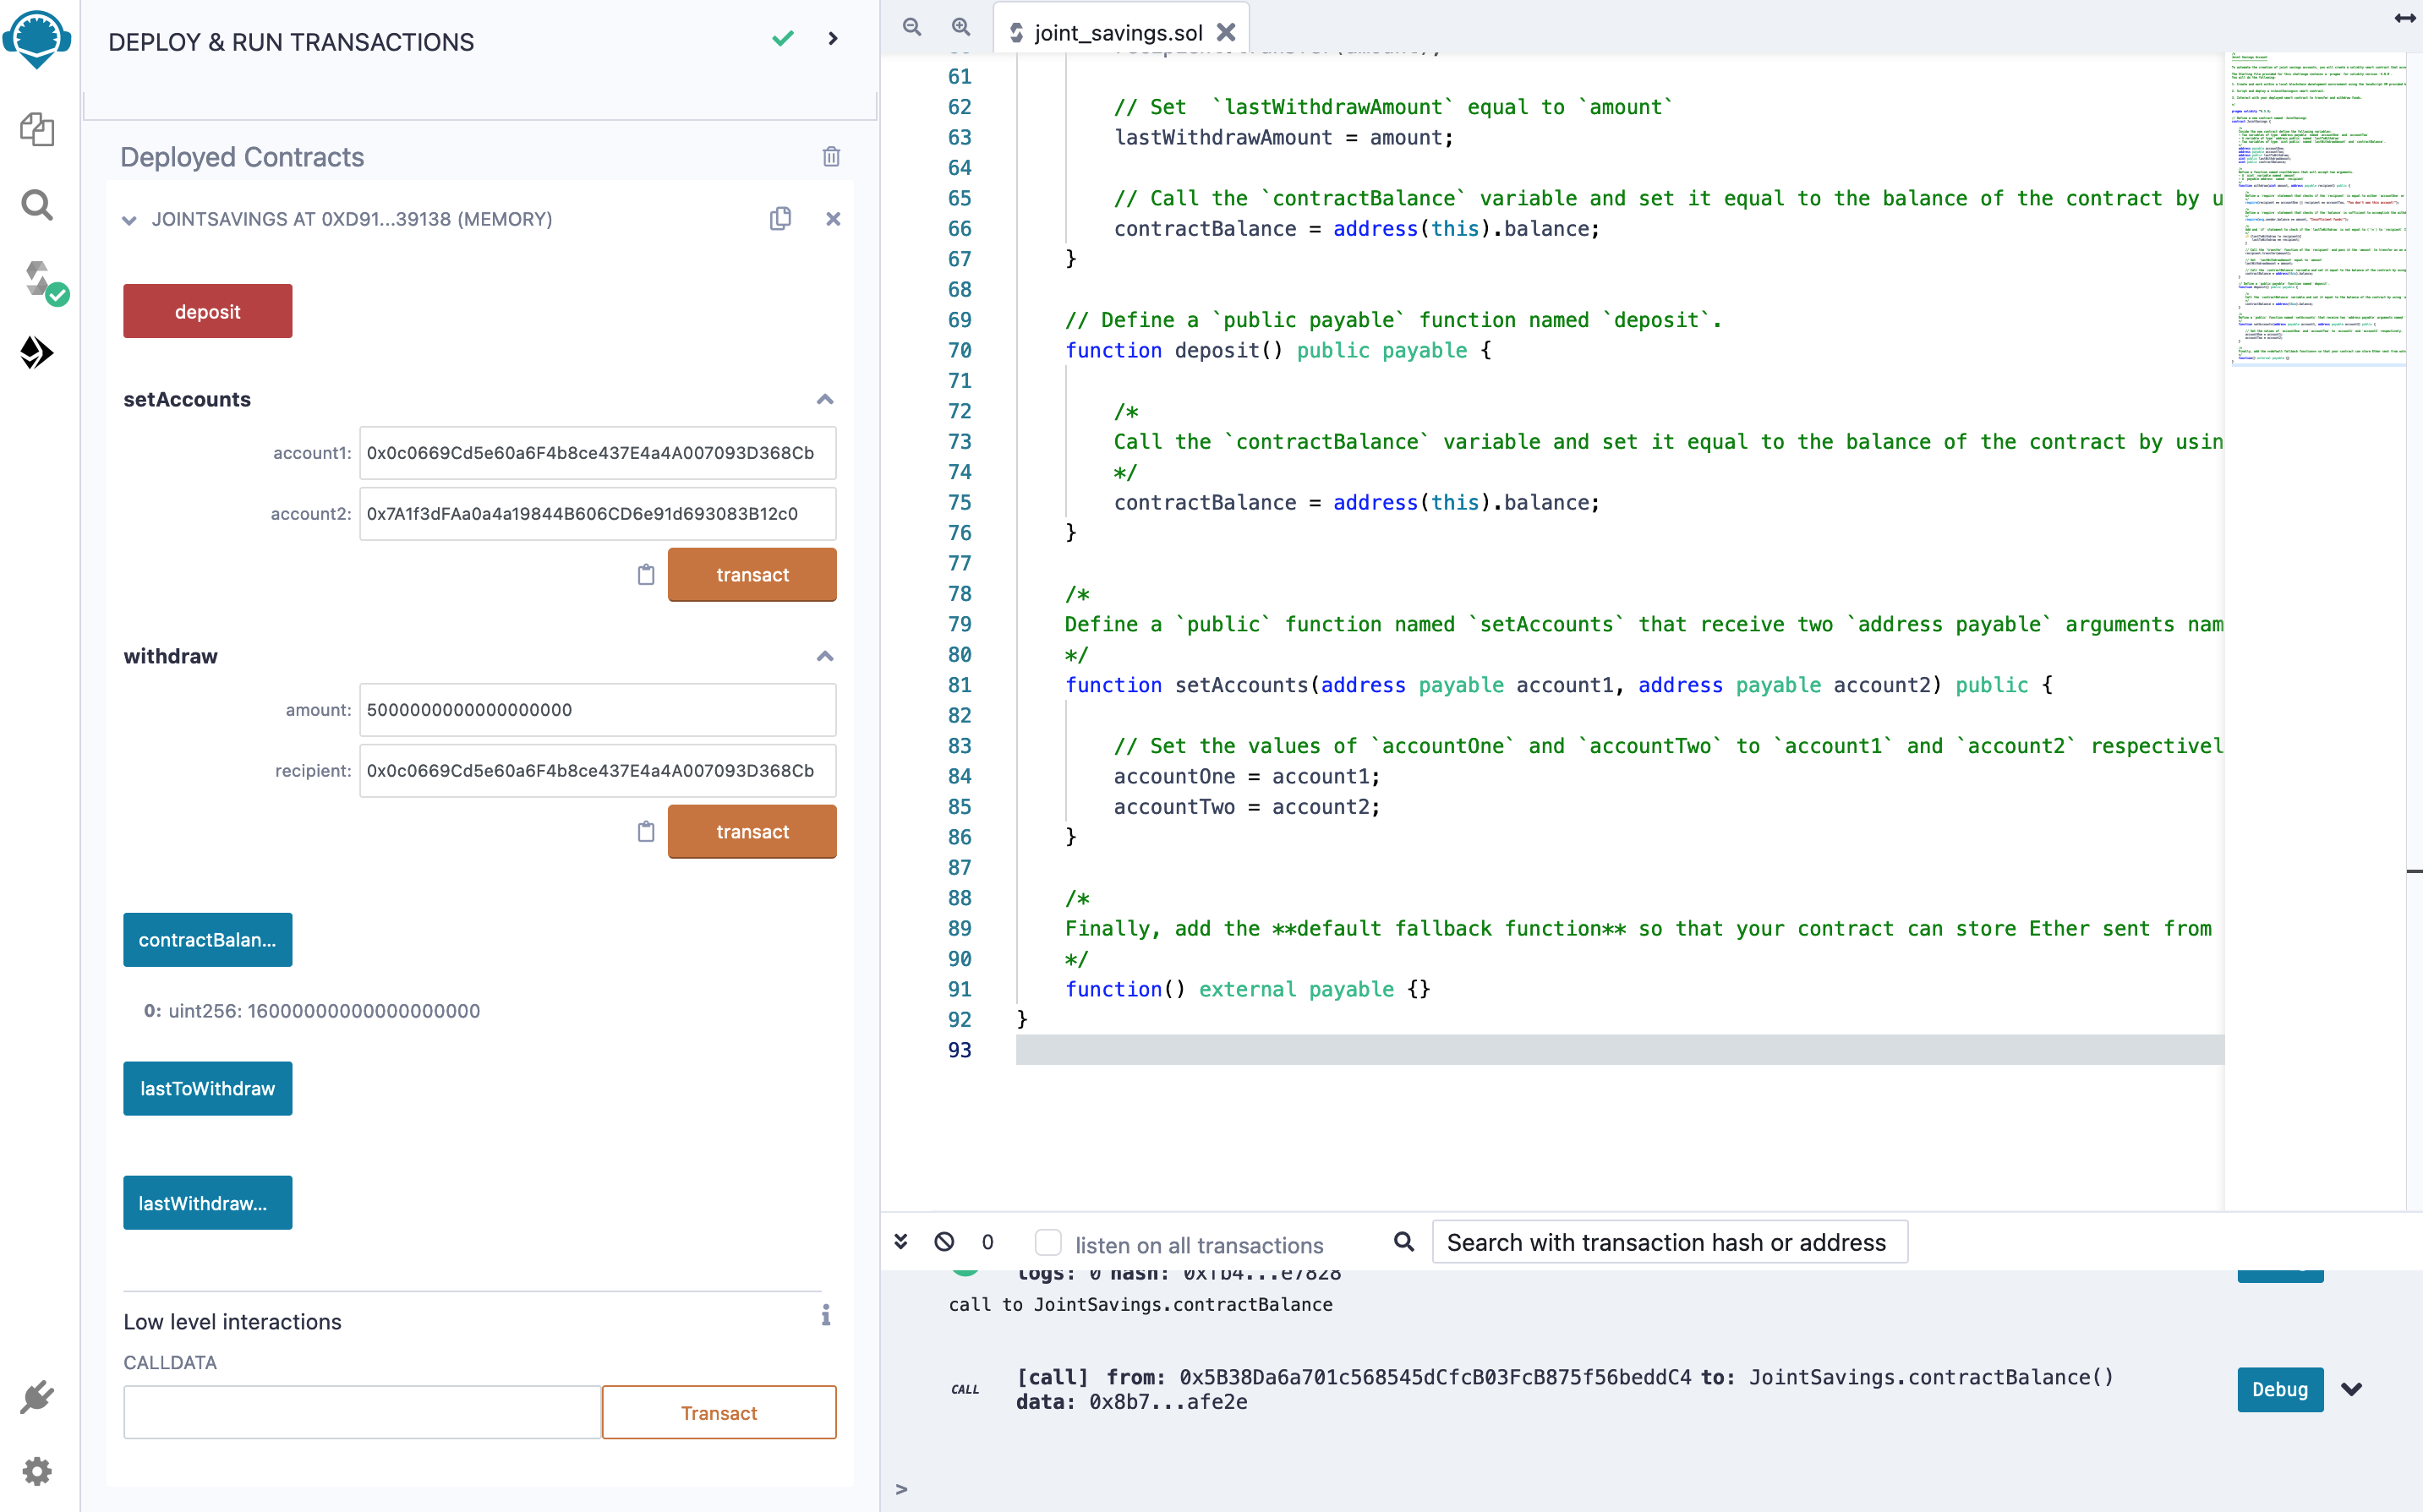 DEPLOY & RUN TRANSACTIONS
Deployed Contracts
JOINTSAVINGS AT 0XD91...39138 (MEMORY)
deposit
setAccounts
account1: 0x0c0669Cd5e60a6F4b8ce437E4a4A007093D368Cb
account2: 0x7A1f3dFAa0a4a19844B606CD6e91d693083B12c0
transact
withdraw
amount: 5000000000000000000
recipient: 0x0c0669Cd5e60a6F4b8ce437E4a4A007093D368Cb
transact
contractBalan...
0: uint256: 16000000000000000000
lastToWithdraw
lastWithdraw...
Low level interactions
CALLDATA
Transact
joint_savings.sol
61
62 // Set  `lastWithdrawAmount` equal to `amount`
63 lastWithdrawAmount = amount;
64
65 // Call the `contractBalance` variable and set it equal to the balance of the contract by u
66 contractBalance = address(this).balance;
67 }
68
69 // Define a `public payable` function named `deposit`.
70 function deposit() public payable {
71
72 /*
73 Call the `contractBalance` variable and set it equal to the balance of the contract by usin
74 */
75 contractBalance = address(this).balance;
76 }
77
78 /*
79 Define a `public` function named `setAccounts` that receive two `address payable` arguments nam
80 */
81 function setAccounts(address payable account1, address payable account2) public {
82
83 // Set the values of `accountOne` and `accountTwo` to `account1` and `account2` respectivel
84 accountOne = account1;
85 accountTwo = account2;
86 }
87
88 /*
89 Finally, add the **default fallback function** so that your contract can store Ether sent from
90 */
91 function() external payable {}
92 }
93
0 listen on all transactions Search with transaction hash or address
logs: 0 hash: 0xfb4...e7828
call to JointSavings.contractBalance
CALL [call] from: 0x5B38Da6a701c568545dCfcB03FcB875f56beddC4 to: JointSavings.contractBalance()
data: 0x8b7...afe2e
Debug
>